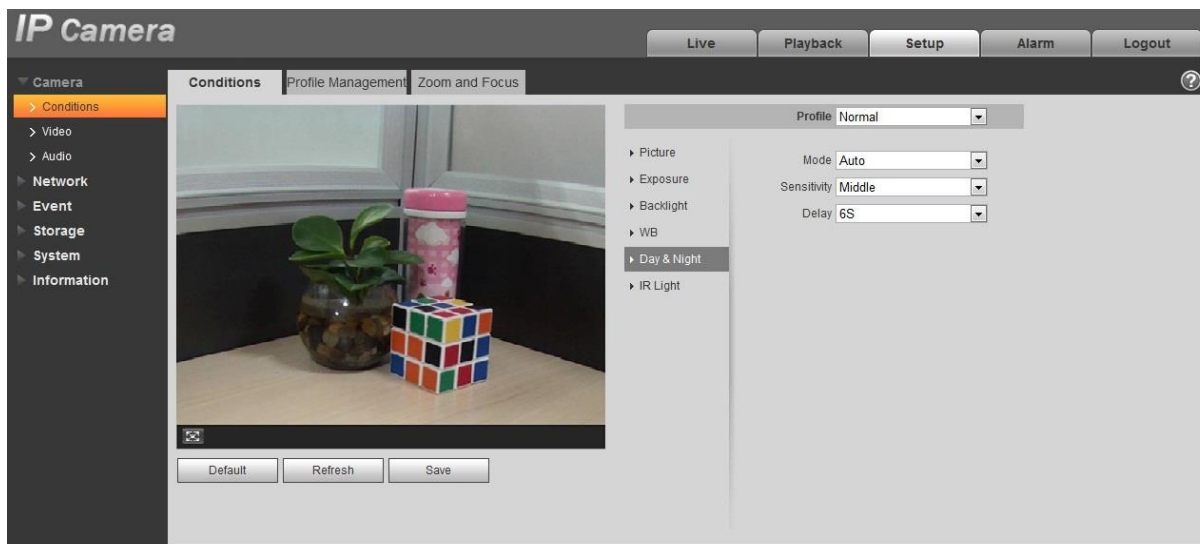 IP Camera
Live
Playback
Setup
Alarm
Logout
Camera
Conditions
Video
Audio
Network
Event
Storage
System
Information
Conditions
Profile Management
Zoom and Focus
?
Default
Refresh
Save
Picture
Exposure
Backlight
WB
Day & Night
IR Light
Profile Normal
Mode Auto
Sensitivity Middle
Delay 6S